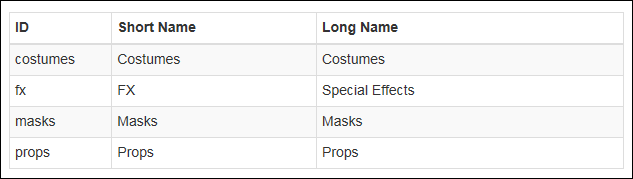 ID Short Name Long Name
costumes Costumes Costumes
fx FX Special Effects
masks Masks Masks
props Props Props